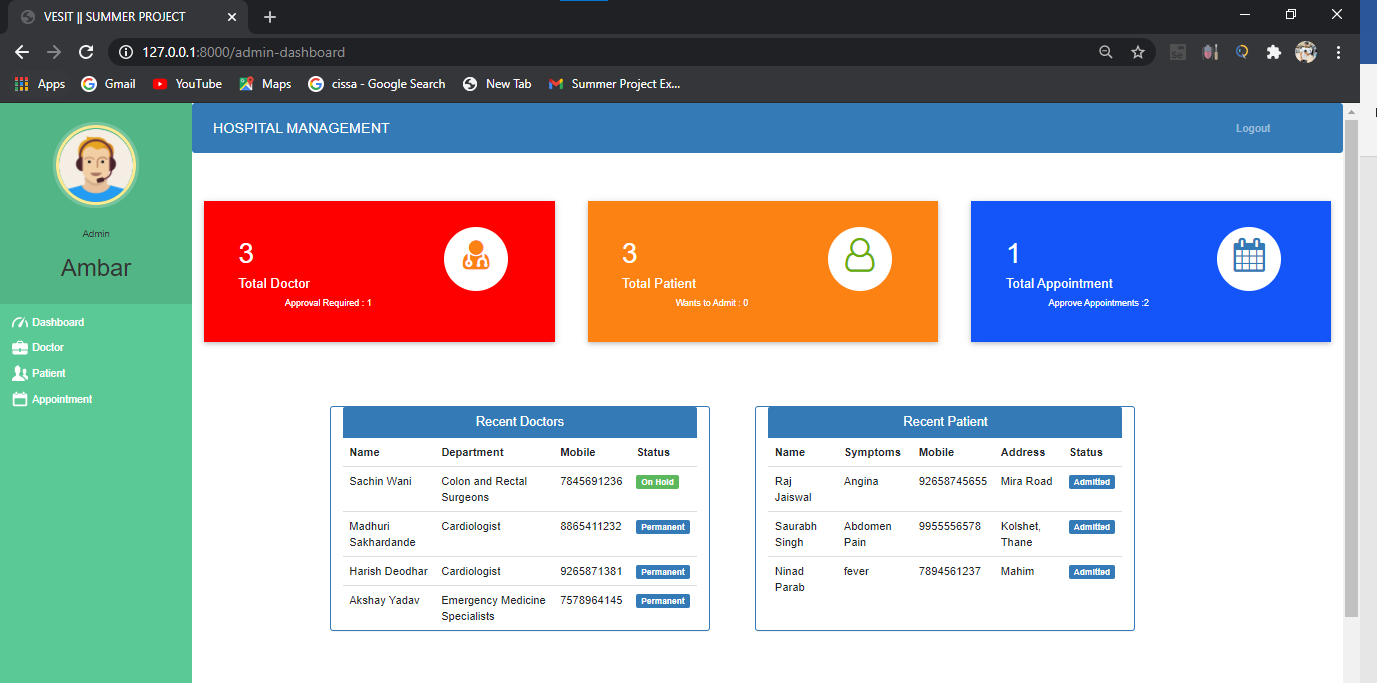 VESIT || SUMMER PROJECT
127.0.0.1:8000/admin-dashboard
Apps Gmail YouTube Maps cissa - Google Search New Tab Summer Project Ex...
HOSPITAL MANAGEMENT Logout
Admin
Ambar
Dashboard
Doctor
Patient
Appointment
3
Total Doctor
Approval Required : 1
3
Total Patient
Wants to Admit : 0
1
Total Appointment
Approve Appointments :2
Recent Doctors
Name Department Mobile Status
Sachin Wani Colon and Rectal 7845691236 On Hold
Surgeons
Madhuri Cardiologist 8865411232 Permanent
Sakhardande
Harish Deodhar Cardiologist 9265871381 Permanent
Akshay Yadav Emergency Medicine 7578964145 Permanent
Specialists
Recent Patient
Name Symptoms Mobile Address Status
Raj Angina 92658745655 Mira Road Admitted
Jaiswal
Saurabh Abdomen 9955556578 Kolshet, Admitted
Singh Pain Thane
Ninad fever 7894561237 Mahim Admitted
Parab